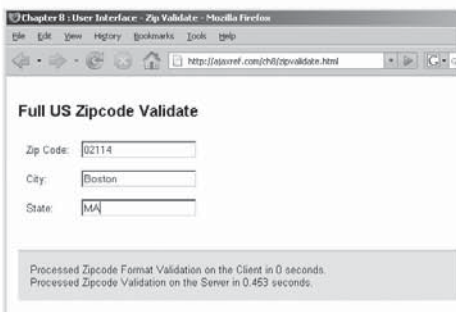 Chapter 8 : User Interface - Zip Validate - Mozilla Firefox
File Edit View History Bookmarks Tools Help
http://ajaxref.com/ch8/zipvalidate.html
Full US Zipcode Validate
Zip Code: 02114
City: Boston
State: MA
Processed Zipcode Format Validation on the Client in 0 seconds.
Processed Zipcode Validation on the Server in 0.453 seconds.